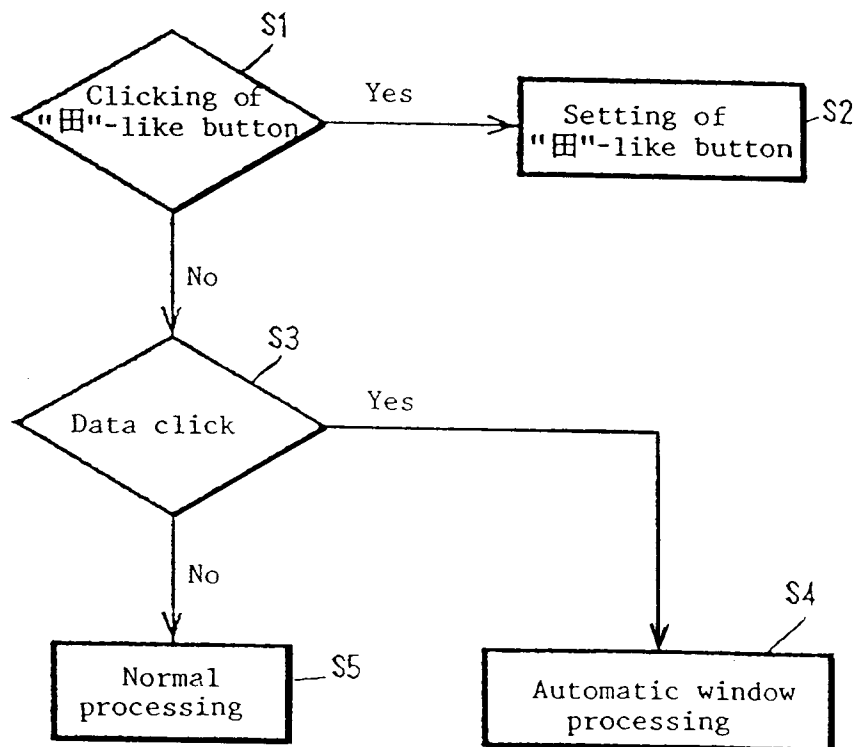 S1
Clicking of
"田"-like button
Yes
Setting of
"田"-like button
S2
No
S3
Data click
Yes
No
S4
Normal
processing
S5
Automatic window
processing